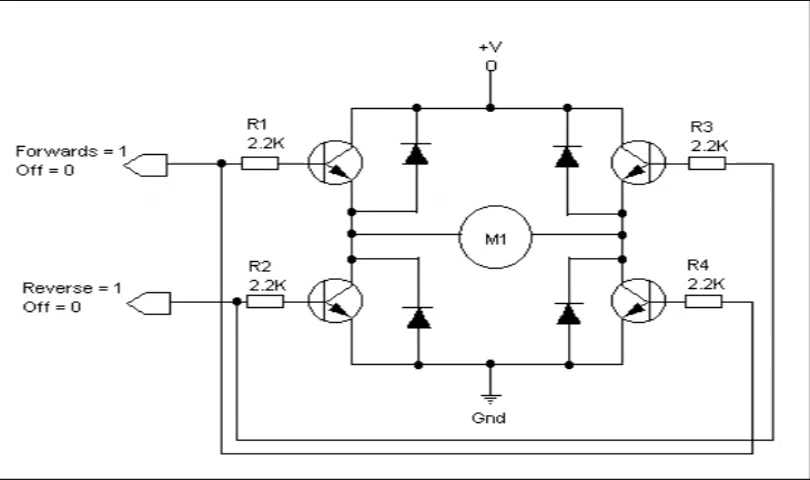 +V
R1
2.2K
R3
2.2K
Forwards = 1
Off = 0
M1
R2
2.2K
R4
2.2K
Reverse = 1
Off = 0
Gnd